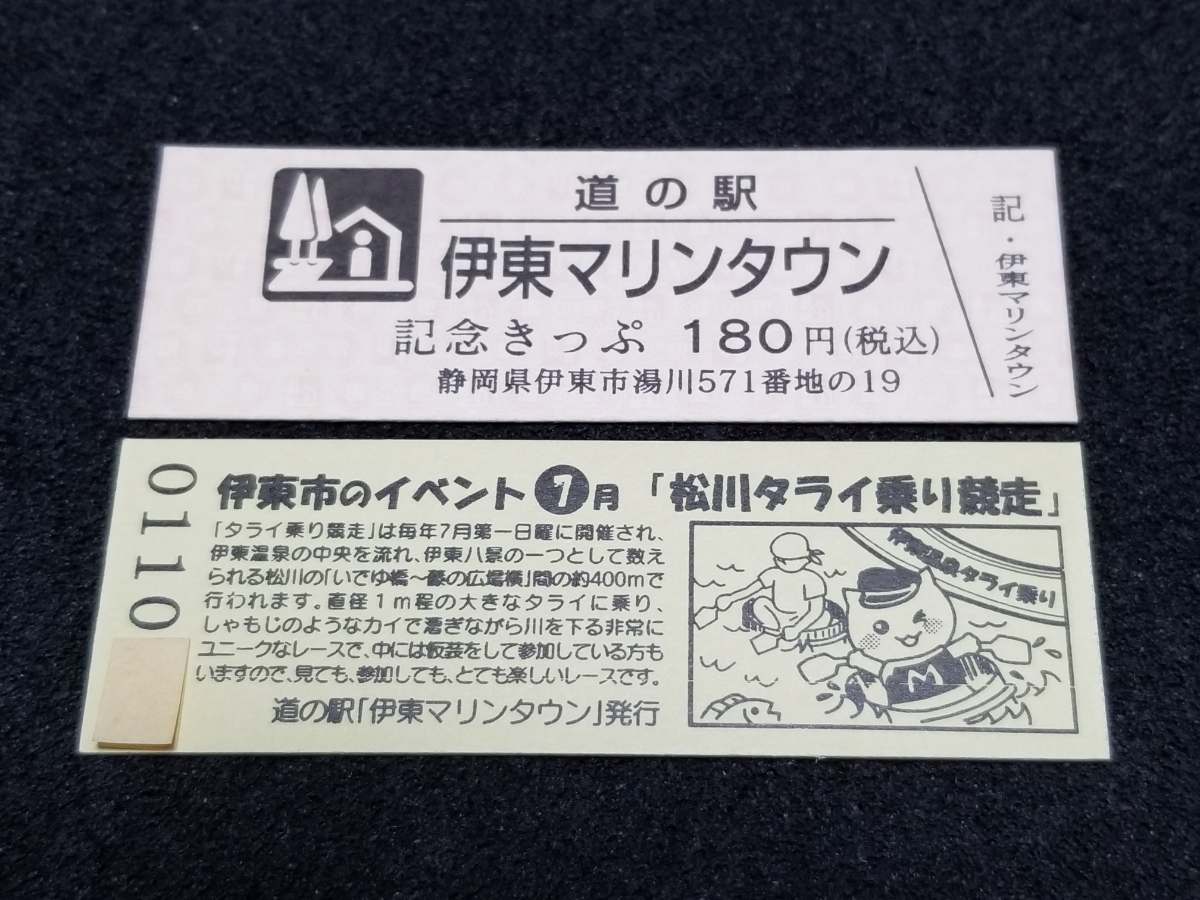 道の駅
伊東マリンタウン
記念きっぷ 180円(税込)
静岡県伊東市湯川571番地の19
記・伊東マリンタウン
0110
伊東市のイベント 7月 「松川タライ乗り競走」
「タライ乗り競走」は毎年7月第一日曜に開催され、
伊東温泉の中央を流れ、伊東八景の一つとして数え
られる松川の「いでゆ橋〜藤の広場横」間の約400mで
行われます。直径1m程の大きなタライに乗り、
しゃもじのようなカイで漕ぎながら川を下る非常に
ユニークなレースで、中には仮装をして参加している方も
いますので、見ても、参加しても、とても楽しいレースです。
道の駅「伊東マリンタウン」発行
伊東温泉タライ乗り
M